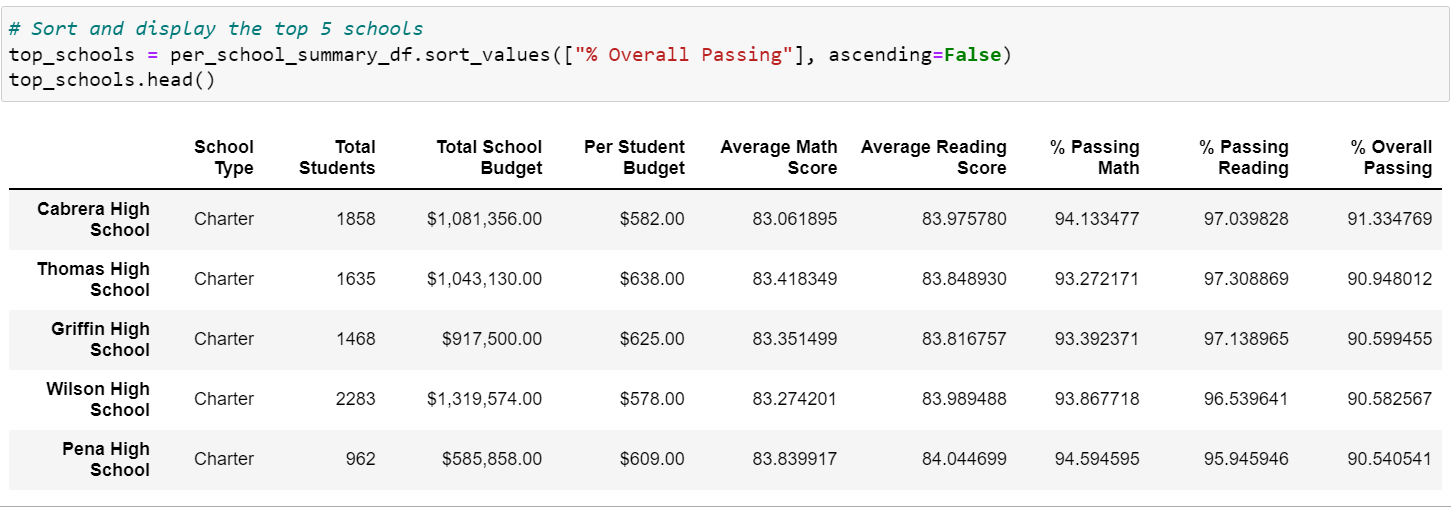 # Sort and display the top 5 schools
top_schools = per_school_summary_df.sort_values(["% Overall Passing"], ascending=False)
top_schools.head()
School Type Total Students Total School Budget Per Student Budget Average Math Score Average Reading Score % Passing Math % Passing Reading % Overall Passing
Cabrera High School Charter 1858 $1,081,356.00 $582.00 83.061895 83.975780 94.133477 97.039828 91.334769
Thomas High School Charter 1635 $1,043,130.00 $638.00 83.418349 83.848930 93.272171 97.308869 90.948012
Griffin High School Charter 1468 $917,500.00 $625.00 83.351499 83.816757 93.392371 97.138965 90.599455
Wilson High School Charter 2283 $1,319,574.00 $578.00 83.274201 83.989488 93.867718 96.539641 90.582567
Pena High School Charter 962 $585,858.00 $609.00 83.839917 84.044699 94.594595 95.945946 90.540541